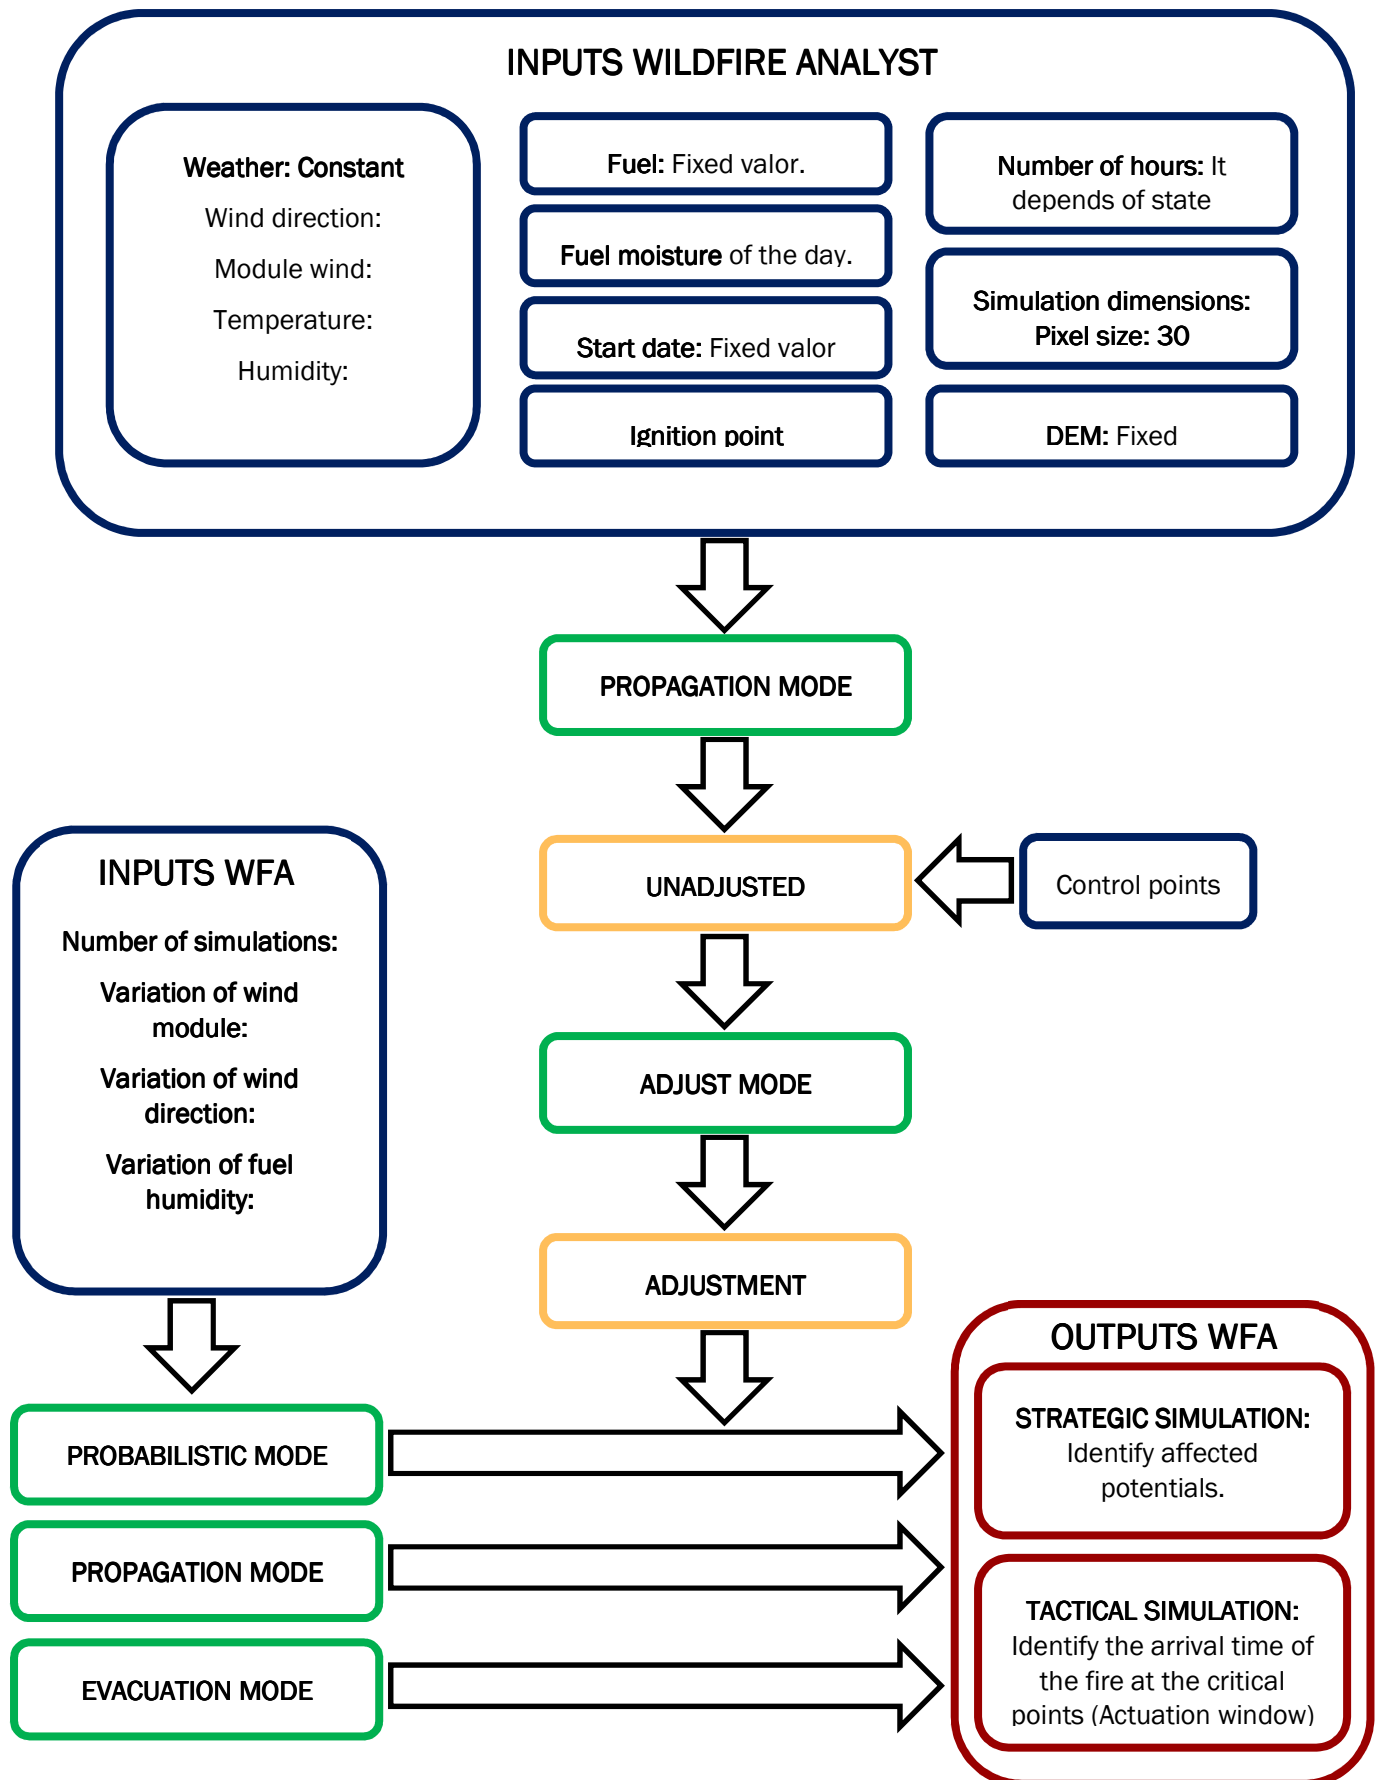 INPUTS WILDFIRE ANALYST
Weather: Constant
Wind direction:
Module wind:
Temperature:
Humidity:
Fuel: Fixed valor.
Fuel moisture of the day.
Start date: Fixed valor
Ignition point
Number of hours: It
depends of state
Simulation dimensions:
Pixel size: 30
DEM: Fixed
PROPAGATION MODE
UNADJUSTED
Control points
INPUTS WFA
Number of simulations:
Variation of wind
module:
Variation of wind
direction:
Variation of fuel
humidity:
ADJUST MODE
ADJUSTMENT
PROBABILISTIC MODE
PROPAGATION MODE
EVACUATION MODE
OUTPUTS WFA
STRATEGIC SIMULATION:
Identify affected
potentials.
TACTICAL SIMULATION:
Identify the arrival time of
the fire at the critical
points (Actuation window)